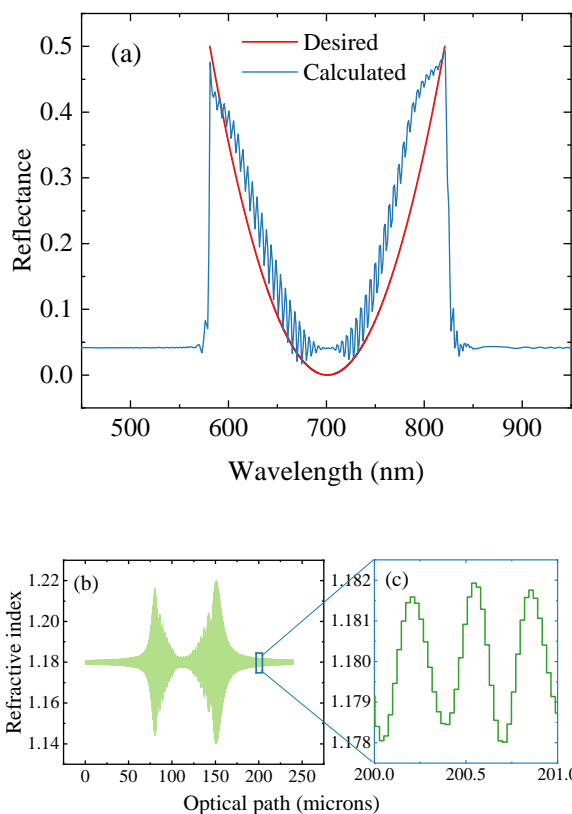 (a)
Desired
Calculated
0.5
0.4
0.3
0.2
0.1
0.0
Reflectance
500 600 700 800 900
Wavelength (nm)
(b)
1.22
1.20
1.18
1.16
1.14
Refractive index
0 50 100 150 200 250
Optical path (microns)
(c)
1.182
1.180
1.179
1.178
200.0 200.5 201.0